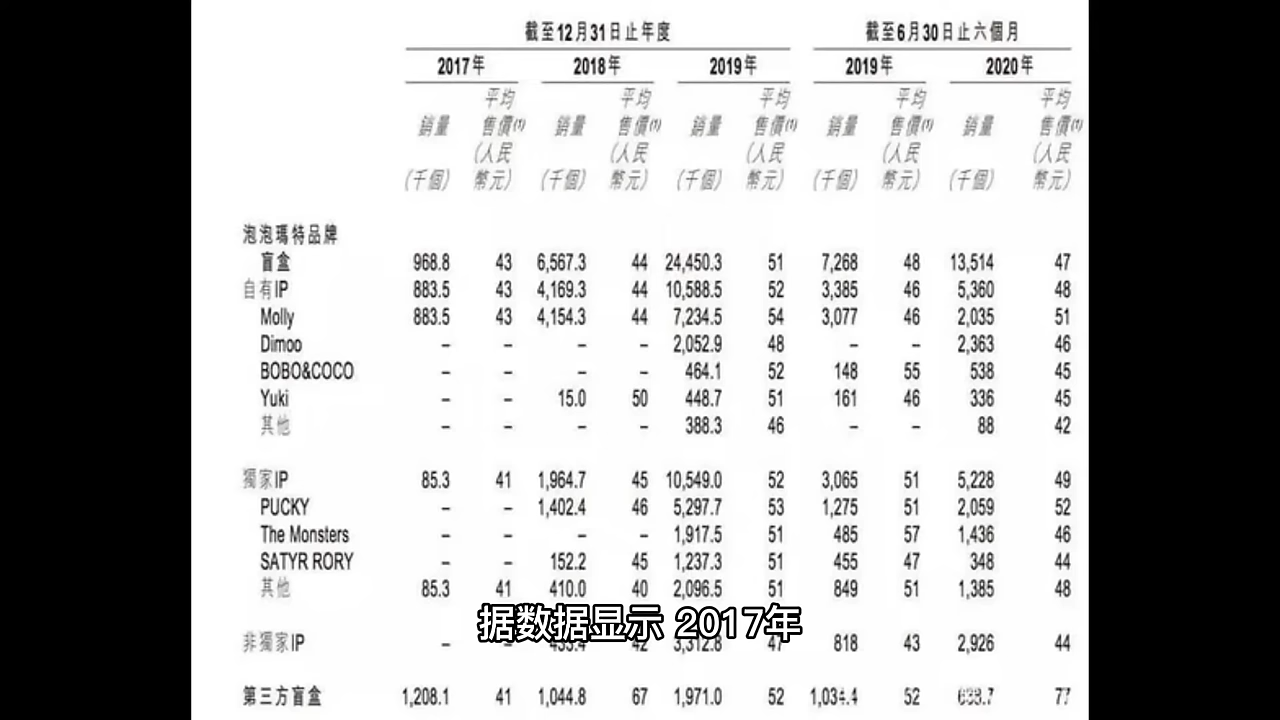 截至12月31日止年度 截至6月30日止六個月
2017年 2018年 2019年 2019年 2020年
平均 平均 平均 平均 平均
銷量 售價(1) 銷量 售價(1) 銷量 售價(1) 銷量 售價(1) 銷量 售價(1)
(人民 (人民 (人民 (人民 (人民
(千個) 幣元) (千個) 幣元) (千個) 幣元) (千個) 幣元) (千個) 幣元)
泡泡瑪特品牌
盲盒 968.8 43 6,567.3 44 24,450.3 51 7,268 48 13,514 47
自有IP 883.5 43 4,169.3 44 10,588.5 52 3,385 46 5,360 48
Molly 883.5 43 4,154.3 44 7,234.5 54 3,077 46 2,035 51
Dimoo – – – – 2,052.9 48 – – 2,363 46
BOBO&COCO – – – – 464.1 52 148 55 538 45
Yuki – – 15.0 50 448.7 51 161 46 336 45
其他 – – – – 388.3 46 – – 88 42
獨家IP 85.3 41 1,964.7 45 10,549.0 52 3,065 51 5,228 49
PUCKY – – 1,402.4 46 5,297.7 53 1,275 51 2,059 52
The Monsters – – – – 1,917.5 51 485 57 1,436 46
SATYR RORY – – 152.2 45 1,237.3 51 455 47 348 44
其他 85.3 41 410.0 40 2,096.5 51 849 51 1,385 48
据数据显示 2017年
非獨家IP – – 42 3,312.8 47 818 43 2,926 44
第三方盲盒 1,208.1 41 1,044.8 67 1,971.0 52 1,034.4 52 77